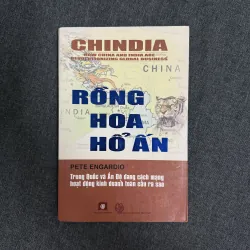 CHINDIA
HOW CHINA AND INDIA ARE
REVOLUTIONIZING GLOBAL BUSINESS
CHINA
RỒNG
HOA
HỔ ẤN
PETE ENGARDIO
Trung Quốc và Ấn Độ đang cách mạng
hoạt động kinh doanh toàn cầu ra sao